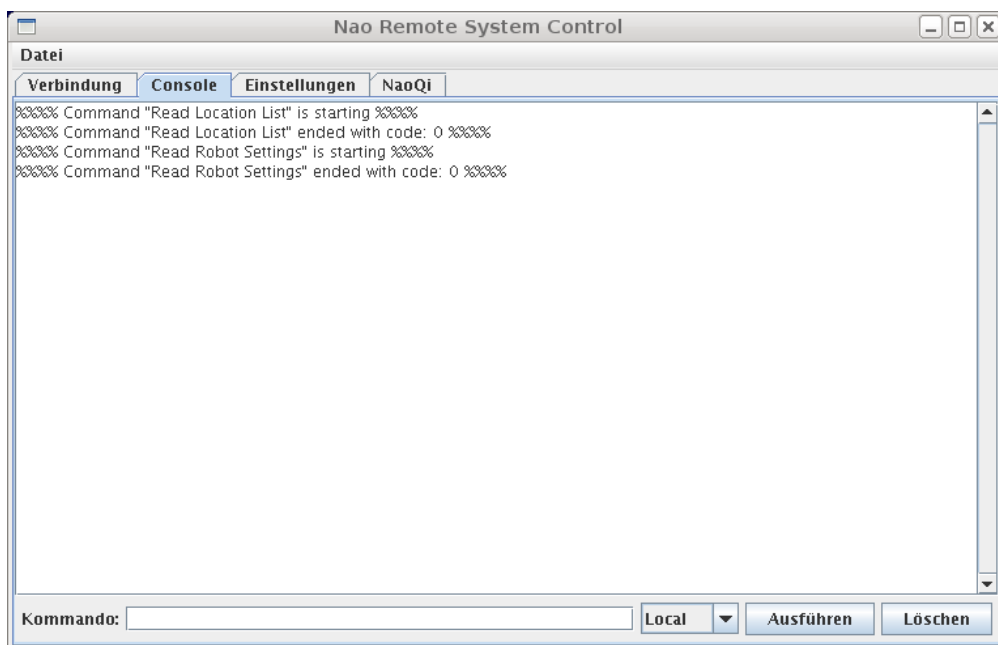 Nao Remote System Control
Datei
Verbindung Console Einstellungen NaoQi
%%%% Command "Read Location List" is starting %%%%
%%%% Command "Read Location List" ended with code: 0 %%%%
%%%% Command "Read Robot Settings" is starting %%%%
%%%% Command "Read Robot Settings" ended with code: 0 %%%%
Kommando: Local Ausführen Löschen